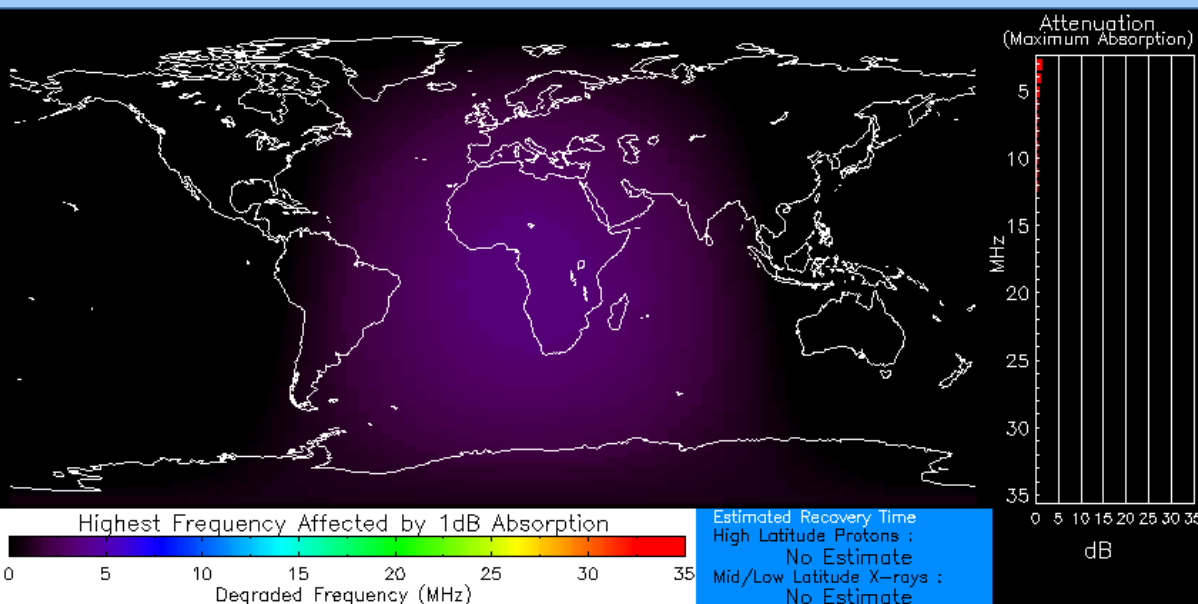 Attenuation
(Maximum Absorption)
5
10
15
20
25
30
35
MHz
0 5 10 15 20 25 30 35
dB
Highest Frequency Affected by 1dB Absorption
0 5 10 15 20 25 30 35
Degraded Frequency (MHz)
Estimated Recovery Time
High Latitude Protons :
No Estimate
Mid/Low Latitude X-rays :
No Estimate